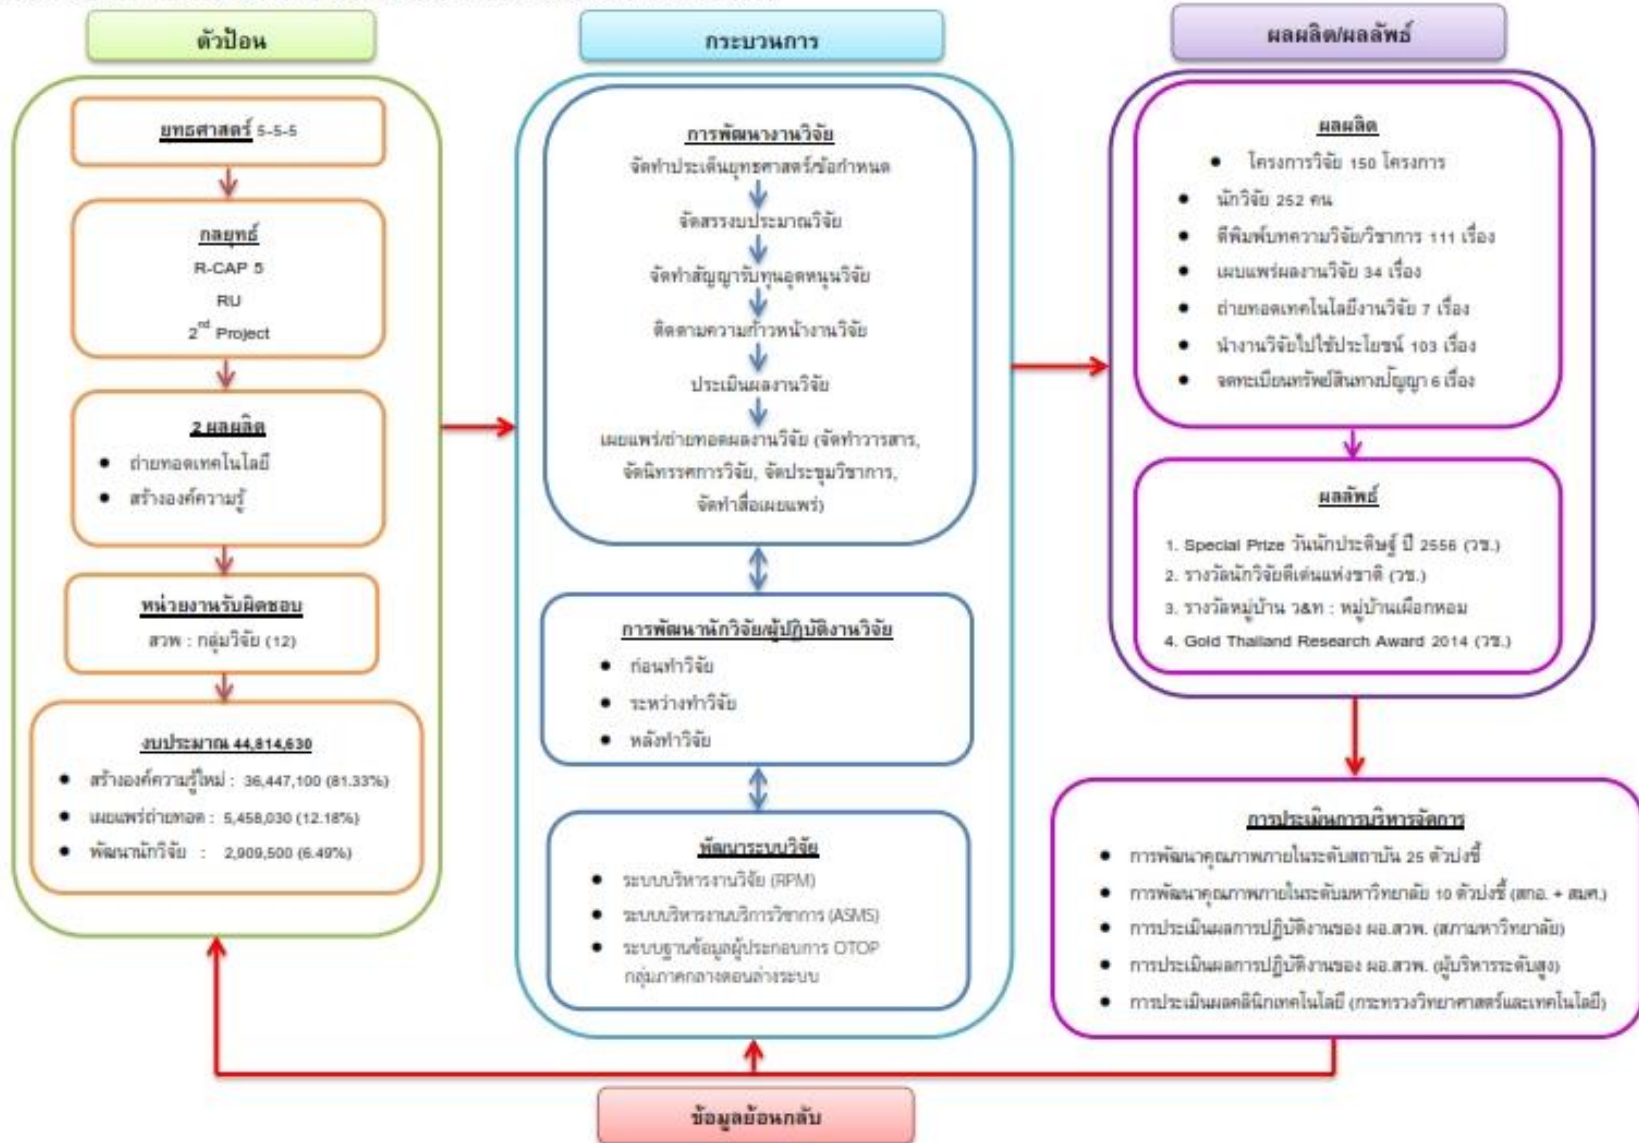 ตัวป้อน
ยุทธศาสตร์ 5-5-5
กลยุทธ์
R-CAP 5
RU
2nd Project
2 ผลผลิต
● ถ่ายทอดเทคโนโลยี
● สร้างองค์ความรู้
หน่วยงานรับผิดชอบ
สวพ : กลุ่มวิจัย (12)
งบประมาณ 44,814,630
● สร้างองค์ความรู้ใหม่ : 36,447,100 (81.33%)
● เผยแพร่ถ่ายทอด : 5,458,030 (12.18%)
● พัฒนานักวิจัย : 2,909,500 (6.49%)
กระบวนการ
การพัฒนางานวิจัย
จัดทำประเด็นยุทธศาสตร์/ข้อกำหนด
จัดสรรงบประมาณวิจัย
จัดทำสัญญารับทุนอุดหนุนวิจัย
ติดตามความก้าวหน้างานวิจัย
ประเมินผลงานวิจัย
เผยแพร่/ถ่ายทอดผลงานวิจัย (จัดทำวารสาร,
จัดนิทรรศการวิจัย, จัดประชุมวิชาการ,
จัดทำสื่อเผยแพร่)
การพัฒนานักวิจัย/ผู้ปฏิบัติงานวิจัย
● ก่อนทำวิจัย
● ระหว่างทำวิจัย
● หลังทำวิจัย
พัฒนาระบบวิจัย
● ระบบบริหารงานวิจัย (RPM)
● ระบบบริหารงานบริการวิชาการ (ASMS)
● ระบบฐานข้อมูลผู้ประกอบการ OTOP
กลุ่มภาคกลางตอนล่างระบบ
ผลผลิต/ผลลัพธ์
ผลผลิต
● โครงการวิจัย 150 โครงการ
● นักวิจัย 252 คน
● ตีพิมพ์บทความวิจัย/วิชาการ 111 เรื่อง
● เผยแพร่ผลงานวิจัย 34 เรื่อง
● ถ่ายทอดเทคโนโลยีงานวิจัย 7 เรื่อง
● นำงานวิจัยไปใช้ประโยชน์ 103 เรื่อง
● จดทะเบียนทรัพย์สินทางปัญญา 6 เรื่อง
ผลลัพธ์
1. Special Prize วันนักประดิษฐ์ ปี 2556 (วช.)
2. รางวัลนักวิจัยดีเด่นแห่งชาติ (วช.)
3. รางวัลหมู่บ้าน ว&ท : หมู่บ้านเผือกหอม
4. Gold Thailand Research Award 2014 (วช.)
การประเมินการบริหารจัดการ
● การพัฒนาคุณภาพภายในระดับสถาบัน 25 ตัวบ่งชี้
● การพัฒนาคุณภาพภายในระดับมหาวิทยาลัย 10 ตัวบ่งชี้ (สกอ. + สมศ.)
● การประเมินผลการปฏิบัติงานของ ผอ.สวพ. (สภามหาวิทยาลัย)
● การประเมินผลการปฏิบัติงานของ ผอ.สวพ. (ผู้บริหารระดับสูง)
● การประเมินผลคลินิกเทคโนโลยี (กระทรวงวิทยาศาสตร์และเทคโนโลยี)
ข้อมูลย้อนกลับ